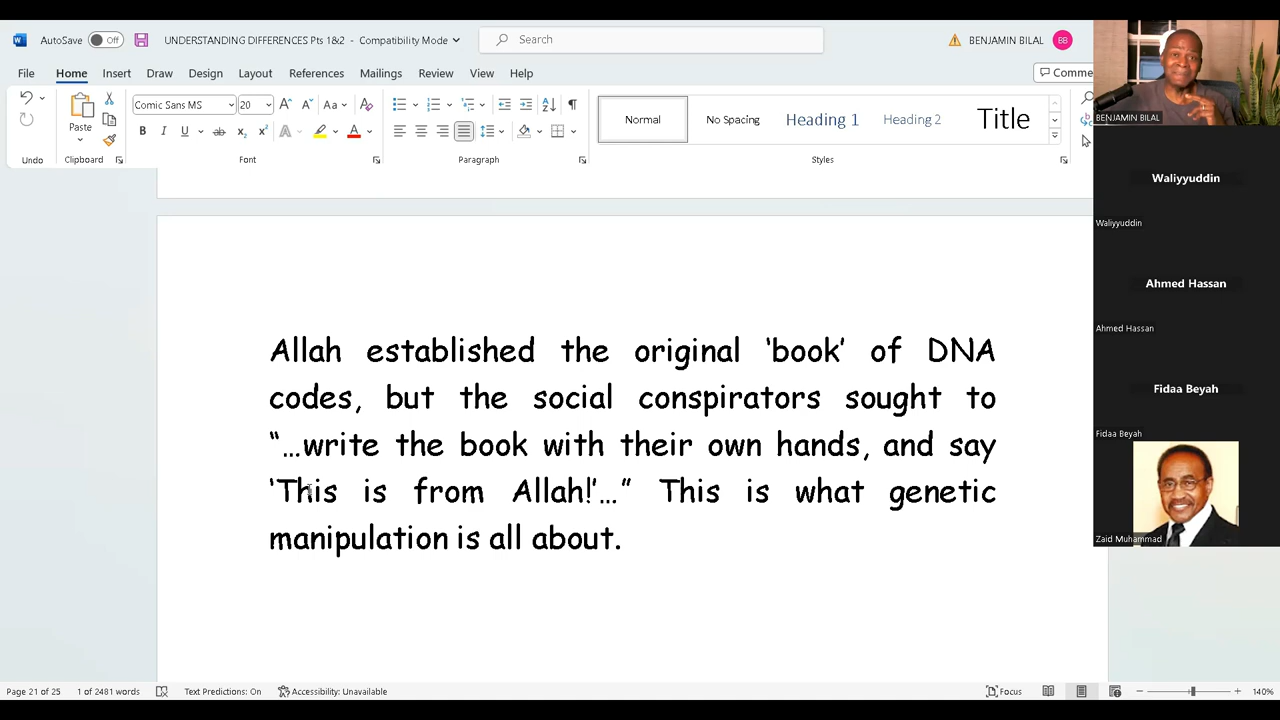 AutoSave Off UNDERSTANDING DIFFERENCES Pts 1&2 - Compatibility Mode Search BENJAMIN BILAL BB
File Home Insert Draw Design Layout References Mailings Review View Help Comme
Comic Sans MS 20
Paste
Normal No Spacing Heading 1 Heading 2 Title
Undo Clipboard Font Paragraph Styles
BENJAMIN BILAL
Waliyyuddin
Waliyyuddin
Ahmed Hassan
Ahmed Hassan
Fidaa Beyah
Fidaa Beyah
Zaid Muhammad
Allah established the original ‘book’ of DNA
codes, but the social conspirators sought to
“…write the book with their own hands, and say
‘This is from Allah!’…” This is what genetic
manipulation is all about.
Page 21 of 25 1 of 2481 words Text Predictions: On Accessibility: Unavailable Focus 140%